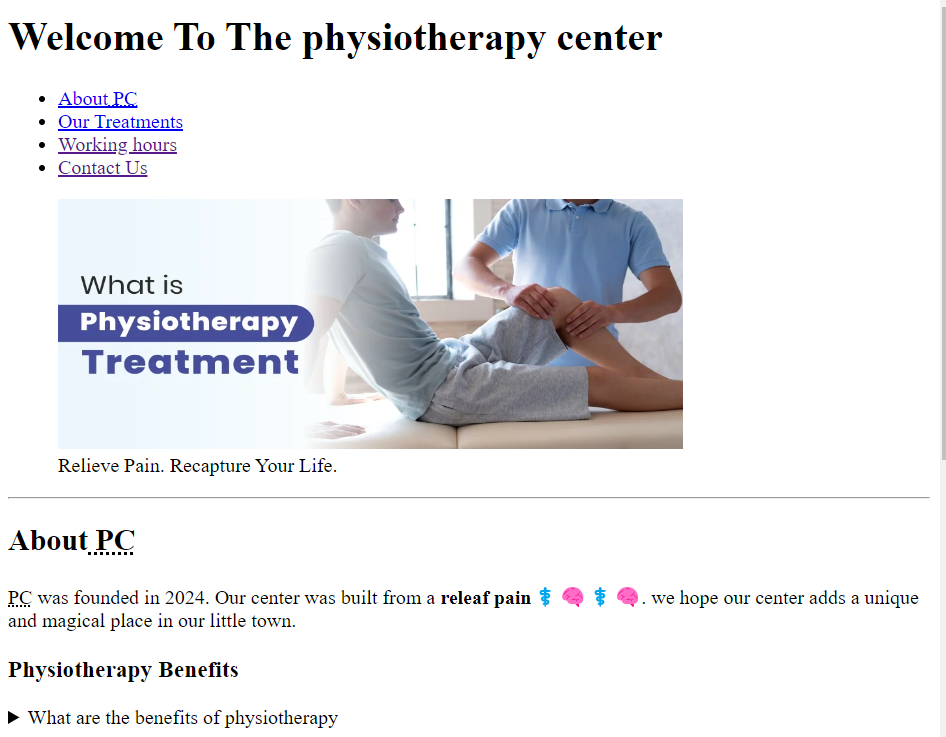 Welcome To The physiotherapy center
About PC
Our Treatments
Working hours
Contact Us
What is
Physiotherapy
Treatment
Relieve Pain. Recapture Your Life.
About PC
PC was founded in 2024. Our center was built from a releaf pain ⚕️ 🧠 ⚕️ 🧠 . we hope our center adds a unique
and magical place in our little town.
Physiotherapy Benefits
What are the benefits of physiotherapy